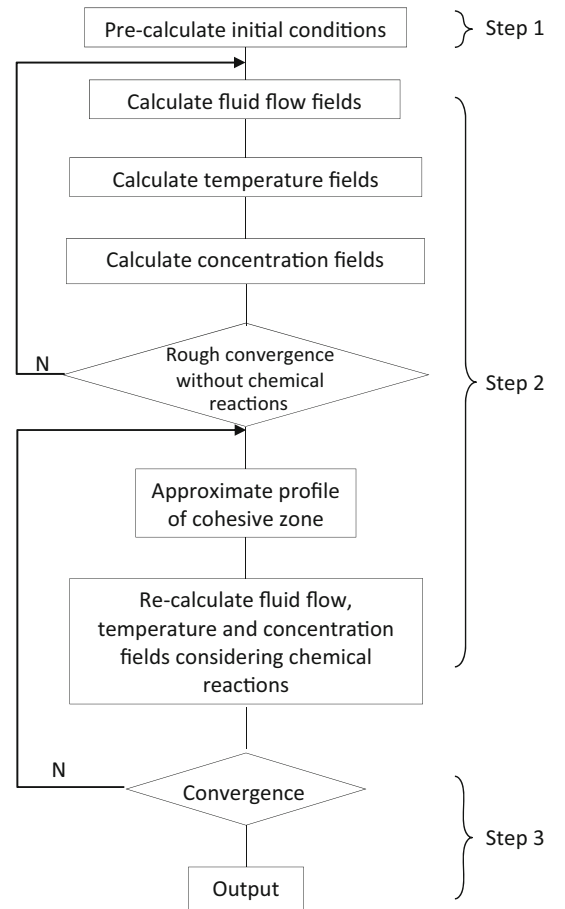 Pre-calculate initial conditions
Step 1
Calculate fluid flow fields
Calculate temperature fields
Calculate concentration fields
Rough convergence
without chemical
reactions
N
Step 2
Approximate profile
of cohesive zone
Re-calculate fluid flow,
temperature and concentration
fields considering chemical
reactions
N
Convergence
Step 3
Output